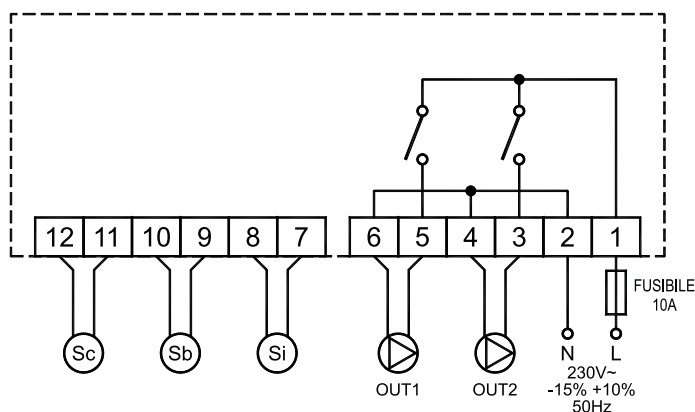 12 11 10 9 8 7 6 5 4 3 2 1
FUSIBILE
10A
Sc Sb Si
OUT1 OUT2
N L
230V~
-15% +10%
50Hz